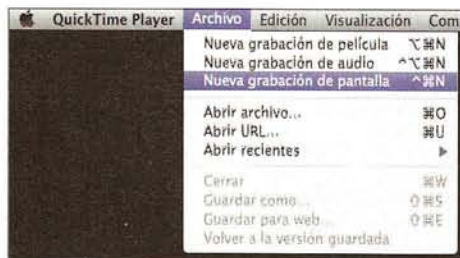 QuickTime Player Archivo Edición Visualización Com
Nueva grabación de película ⌥⌘N
Nueva grabación de audio ^⌥⌘N
Nueva grabación de pantalla ^⌘N
Abrir archivo... ⌘O
Abrir URL... ⌘U
Abrir recientes ▶
Cerrar ⌘W
Guardar como... ⇧⌘S
Guardar para web... ⇧⌘E
Volver a la versión guardada